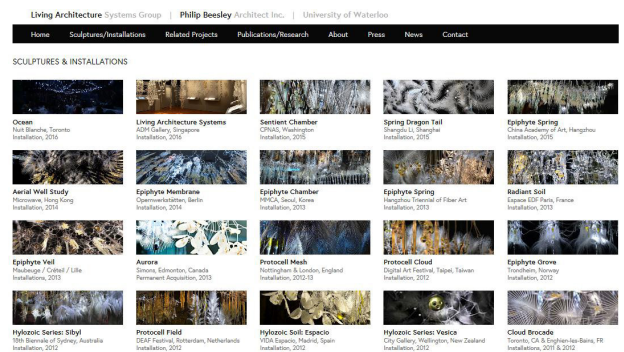 Living Architecture Systems Group | Philip Beesley Architect Inc. | University of Waterloo
Home Sculptures/Installations Related Projects Publications/Research About Press News Contact
SCULPTURES & INSTALLATIONS
Ocean
Nuit Blanche, Toronto
Installation, 2016
Living Architecture Systems
ADM Gallery, Singapore
Installation, 2016
Sentient Chamber
CPNAS, Washington
Installation, 2015
Spring Dragon Tail
Shangdu Li, Shanghai
Installation, 2015
Epiphyte Spring
China Academy of Art, Hangzhou
Installation, 2015
Aerial Well Study
Microwave, Hong Kong
Installation, 2014
Epiphyte Membrane
Opernwerkstätten, Berlin
Installation, 2014
Epiphyte Chamber
MMCA, Seoul, Korea
Installation, 2013
Epiphyte Spring
Hangzhou Triennial of Fiber Art
Installation, 2013
Radiant Soil
Espace EDF Paris, France
Installation, 2013
Epiphyte Veil
Maubeuge / Créteil / Lille
Installations, 2013
Aurora
Simons, Edmonton, Canada
Permanent Acquisition, 2013
Protocell Mesh
Nottingham & London, England
Installation, 2012-13
Protocell Cloud
Digital Art Festival, Taipei, Taiwan
Installation, 2012
Epiphyte Grove
Trondheim, Norway
Installation, 2012
Hylozoic Series: Sibyl
18th Biennale of Sydney, Australia
Installation, 2012
Protocell Field
DEAF Festival, Rotterdam, Netherlands
Installation, 2012
Hylozoic Soil: Espacio
VIDA Espacio, Madrid, Spain
Installation, 2012
Hylozoic Series: Vesica
City Gallery, Wellington, New Zealand
Installation, 2012
Cloud Brocade
Toronto, CA & Enghien-les-Bains, FR
Installations, 2011 & 2012